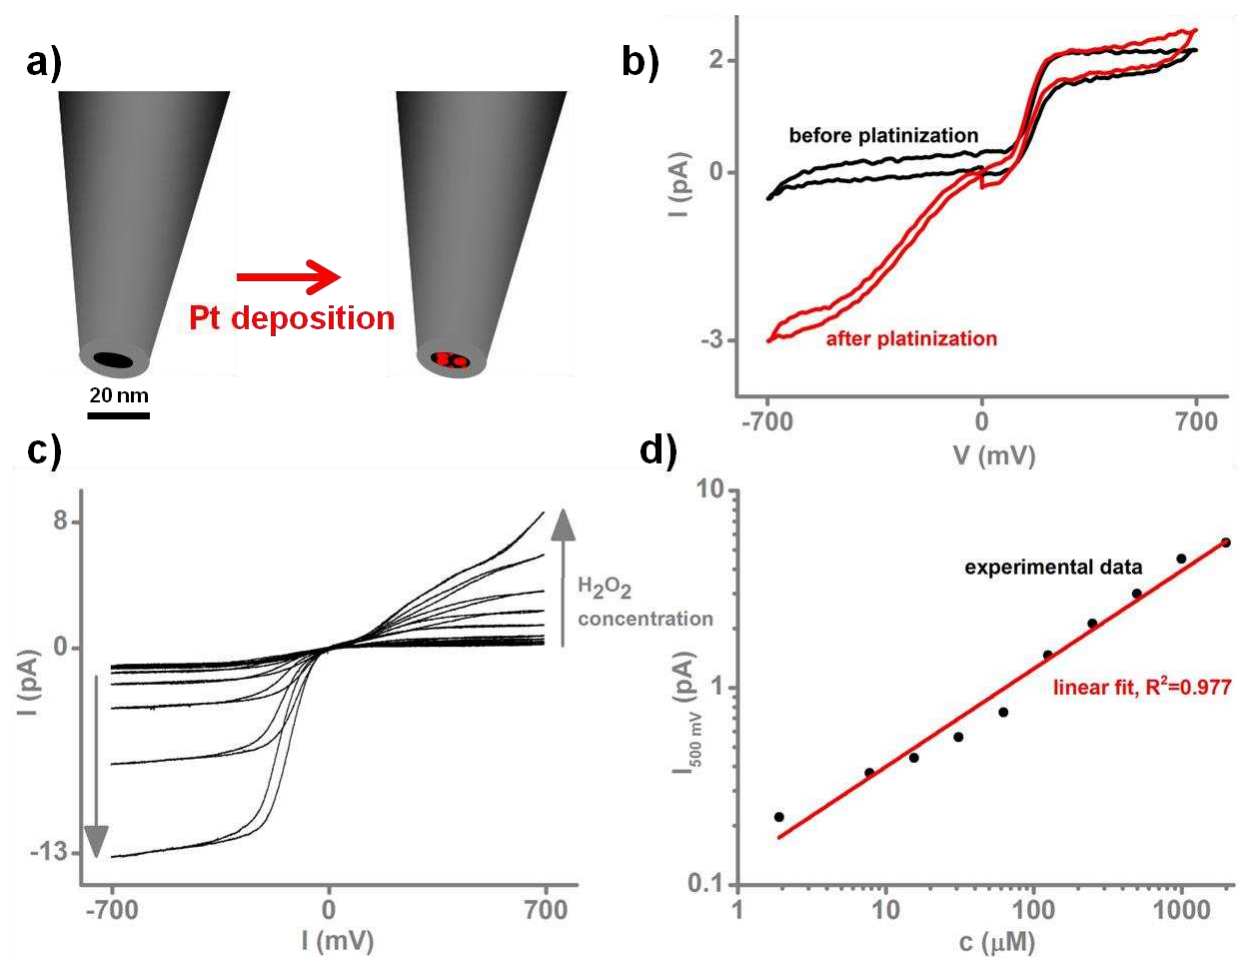 a)
Pt deposition
20 nm
b)
2
0
-3
I (pA)
before platinization
after platinization
-700
0
700
V (mV)
c)
8
0
-13
I (pA)
H₂O₂
concentration
-700
0
700
I (mV)
d)
10
1
0.1
I₅₀₀ ₘV (pA)
experimental data
linear fit, R²=0.977
1
10
100
1000
c (μM)